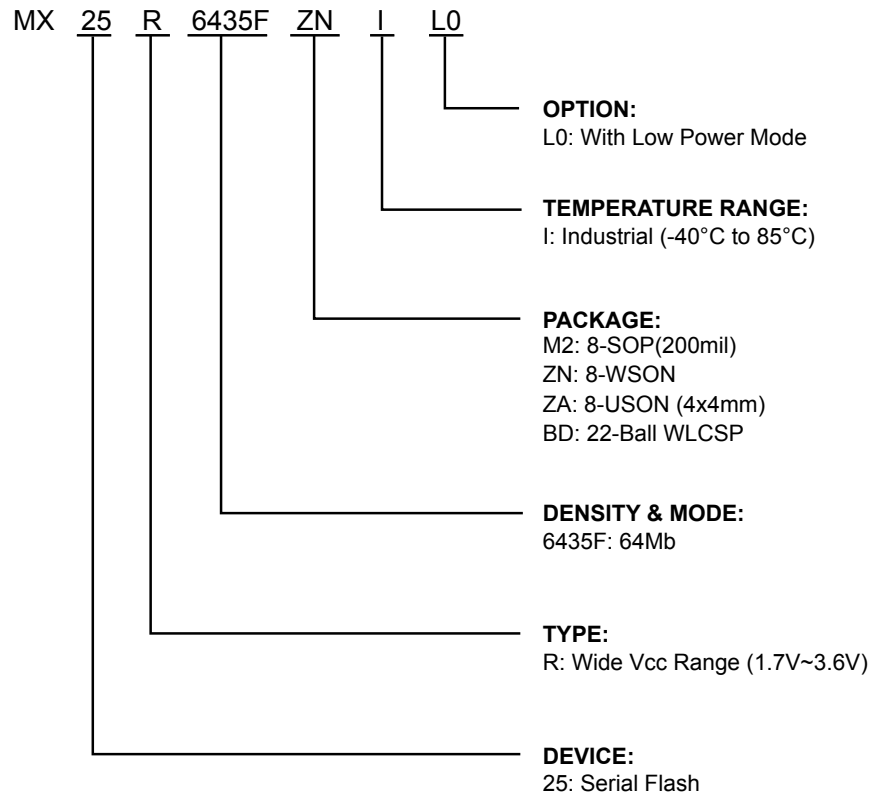 MX 25 R 6435F ZN I L0
OPTION:
L0: With Low Power Mode
TEMPERATURE RANGE:
I: Industrial (-40°C to 85°C)
PACKAGE:
M2: 8-SOP(200mil)
ZN: 8-WSON
ZA: 8-USON (4x4mm)
BD: 22-Ball WLCSP
DENSITY & MODE:
6435F: 64Mb
TYPE:
R: Wide Vcc Range (1.7V~3.6V)
DEVICE:
25: Serial Flash